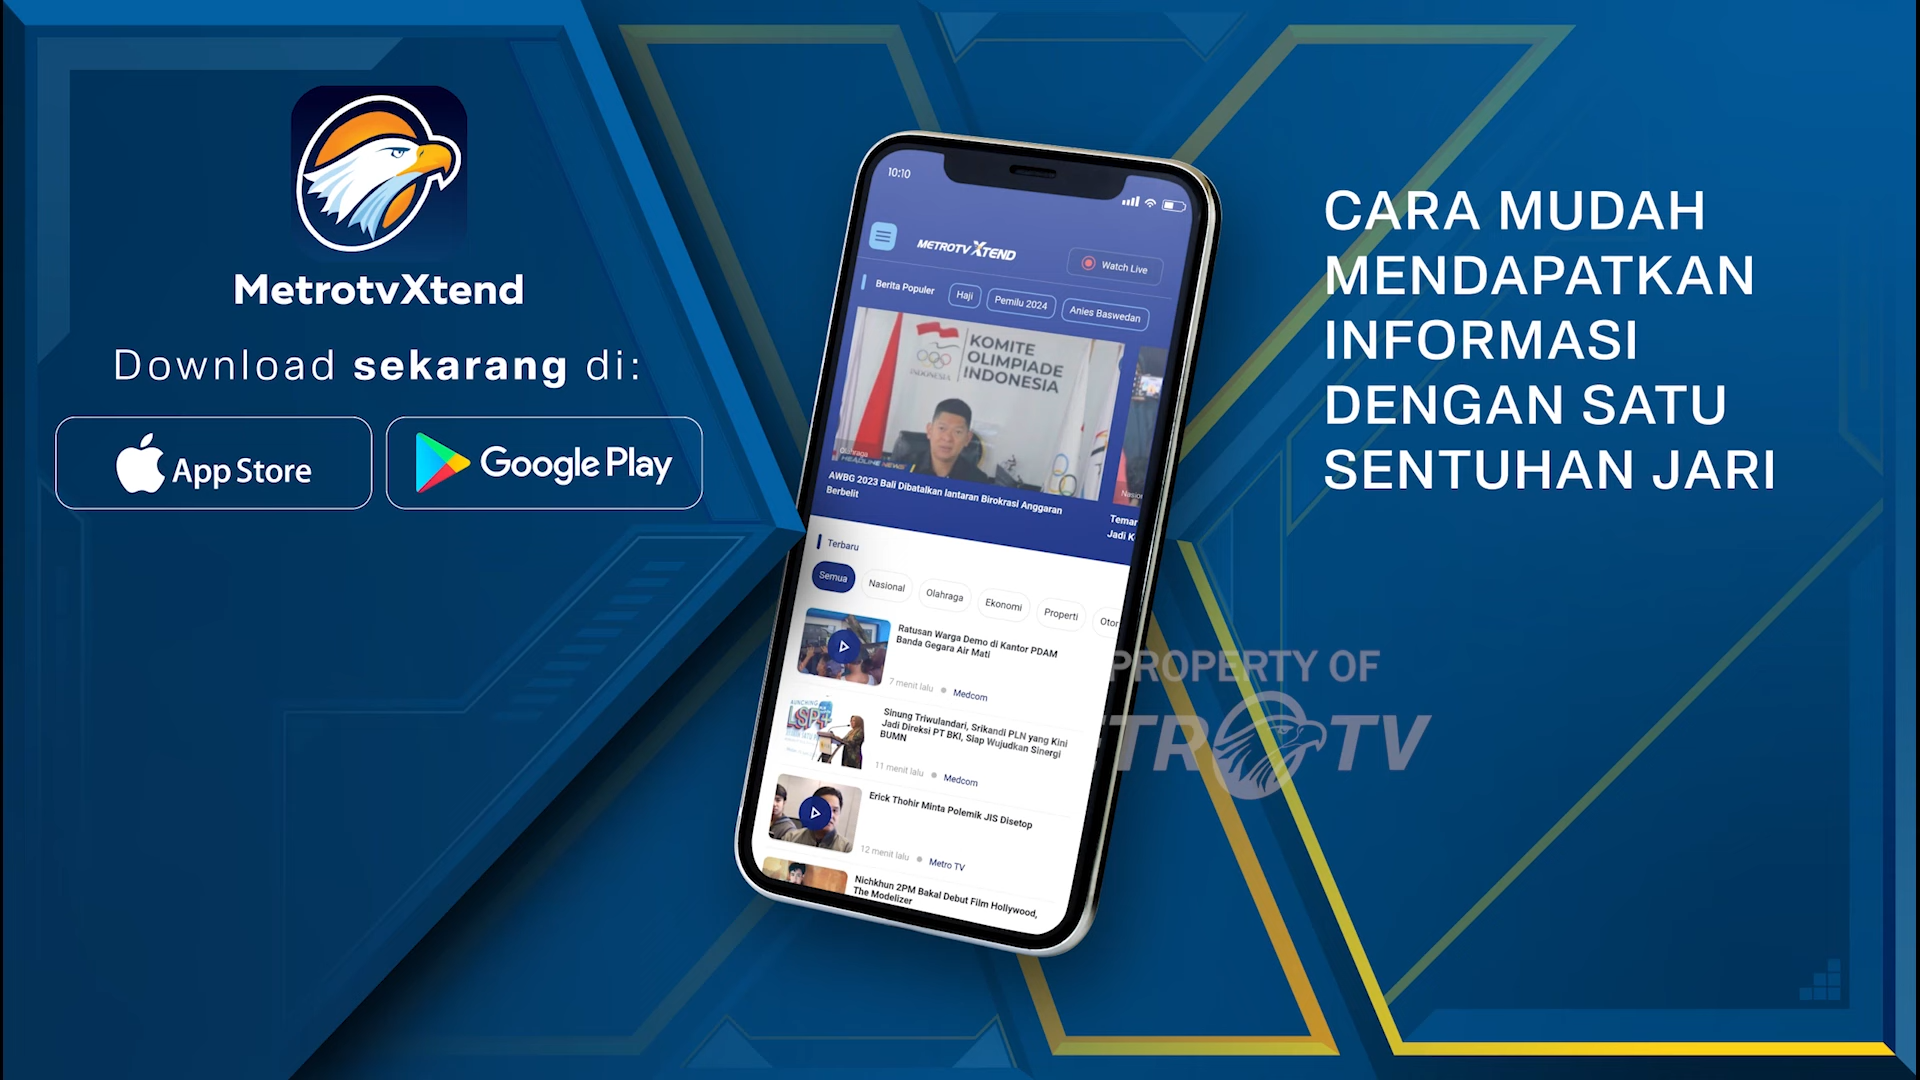 MetrotvXtend
Download sekarang di:
App Store
Google Play
10:10
METROTV XTEND
Watch Live
Berita Populer
Haji
Pemilu 2024
Anies Baswedan
KOMITE
OLIMPIADE
INDONESIA
INDONESIA
Olahraga
HEADLINE NEWS
AWBG 2023 Bali Dibatalkan lantaran Birokrasi Anggaran
Berbelit
Terbaru
Semua
Nasional
Olahraga
Ekonomi
Properti
Ratusan Warga Demo di Kantor PDAM
Banda Gegara Air Mati
7 menit lalu
Medcom
Sinung Triwulandari, Srikandi PLN yang Kini
Jadi Direksi PT BKI, Siap Wujudkan Sinergi
BUMN
11 menit lalu
Medcom
Erick Thohir Minta Polemik JIS Disetop
12 menit lalu
Metro TV
Nichkhun 2PM Bakal Debut Film Hollywood,
The Modelizer
CARA MUDAH
MENDAPATKAN
INFORMASI
DENGAN SATU
SENTUHAN JARI
PROPERTY OF
TV